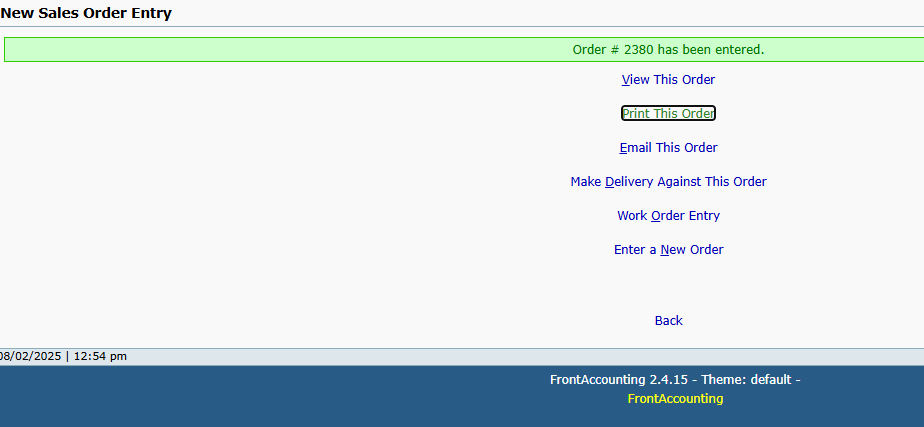 New Sales Order Entry
Order # 2380 has been entered.
View This Order
Print This Order
Email This Order
Make Delivery Against This Order
Work Order Entry
Enter a New Order
Back
08/02/2025 | 12:54 pm
FrontAccounting 2.4.15 - Theme: default -
FrontAccounting